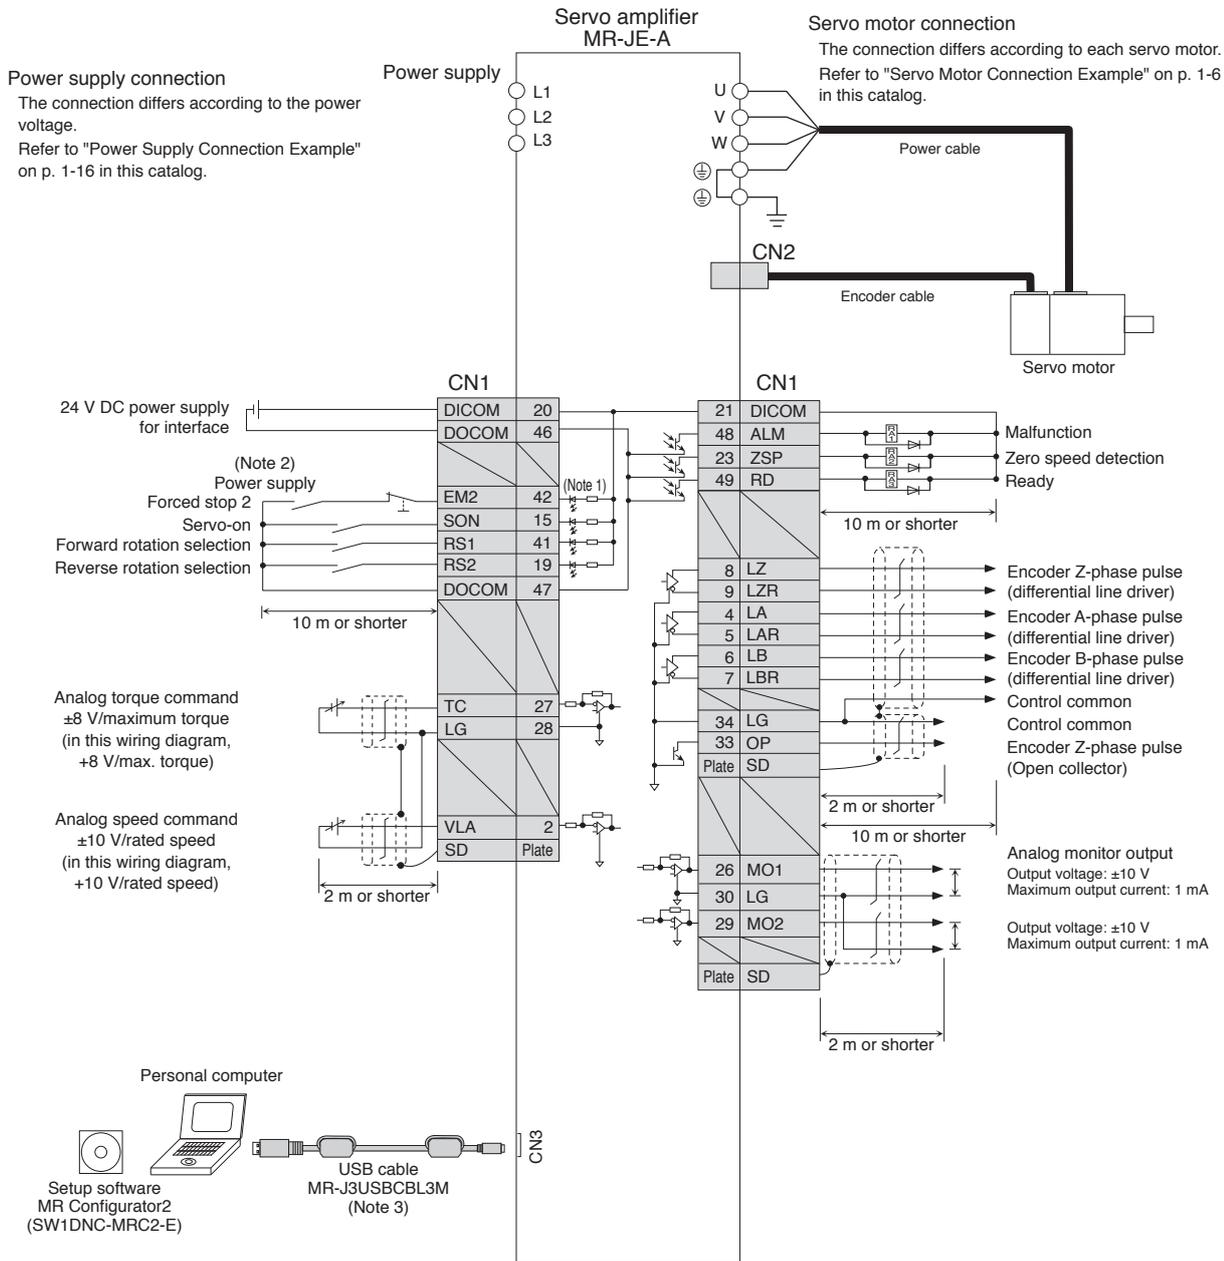 Servo amplifier
MR-JE-A
Servo motor connection
The connection differs according to each servo motor.
Refer to "Servo Motor Connection Example" on p. 1-6
in this catalog.
Power supply connection
The connection differs according to the power
voltage.
Refer to "Power Supply Connection Example"
on p. 1-16 in this catalog.
Power supply
L1
L2
L3
U
V
W
Power cable
CN2
Encoder cable
Servo motor
CN1
24 V DC power supply
for interface
DICOM 20
DOCOM 46
(Note 2)
Power supply
Forced stop 2
EM2 42
(Note 1)
Servo-on
SON 15
Forward rotation selection
RS1 41
Reverse rotation selection
RS2 19
DOCOM 47
10 m or shorter
Analog torque command
±8 V/maximum torque
(in this wiring diagram,
+8 V/max. torque)
TC 27
LG 28
Analog speed command
±10 V/rated speed
(in this wiring diagram,
+10 V/rated speed)
VLA 2
SD Plate
2 m or shorter
CN1
21 DICOM
48 ALM
RA1
Malfunction
23 ZSP
RA2
Zero speed detection
49 RD
RA3
Ready
10 m or shorter
8 LZ
9 LZR
Encoder Z-phase pulse
(differential line driver)
4 LA
5 LAR
Encoder A-phase pulse
(differential line driver)
6 LB
7 LBR
Encoder B-phase pulse
(differential line driver)
Control common
34 LG
Control common
33 OP
Encoder Z-phase pulse
(Open collector)
Plate SD
2 m or shorter
10 m or shorter
Analog monitor output
26 MO1
Output voltage: ±10 V
Maximum output current: 1 mA
30 LG
29 MO2
Output voltage: ±10 V
Maximum output current: 1 mA
Plate SD
2 m or shorter
Personal computer
CN3
Setup software
MR Configurator2
(SW1DNC-MRC2-E)
USB cable
MR-J3USBCBL3M
(Note 3)